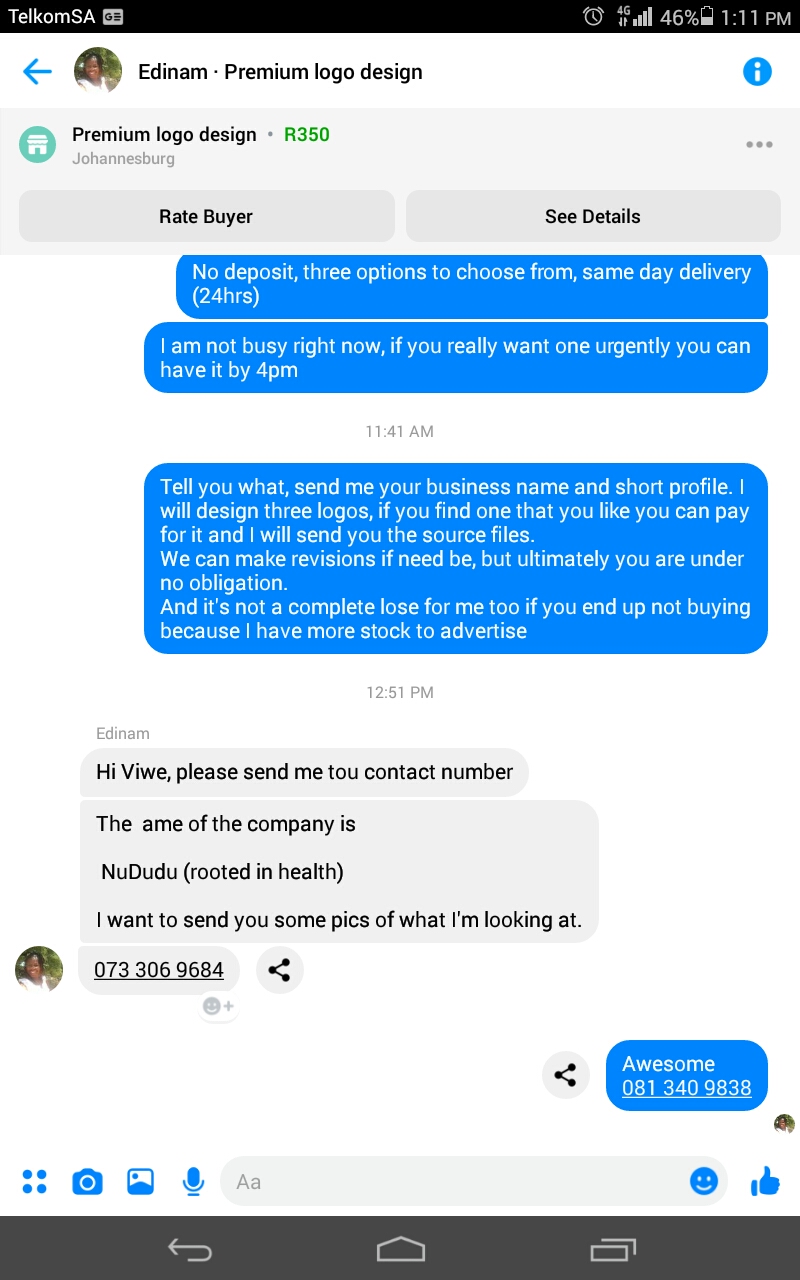 TelkomSA
4G 46% 1:11 PM
Edinam · Premium logo design
Premium logo design • R350
Johannesburg
Rate Buyer
See Details
No deposit, three options to choose from, same day delivery
(24hrs)
I am not busy right now, if you really want one urgently you can
have it by 4pm
11:41 AM
Tell you what, send me your business name and short profile. I
will design three logos, if you find one that you like you can pay
for it and I will send you the source files.
We can make revisions if need be, but ultimately you are under
no obligation.
And it's not a complete lose for me too if you end up not buying
because I have more stock to advertise
12:51 PM
Edinam
Hi Viwe, please send me tou contact number
The  ame of the company is
NuDudu (rooted in health)
I want to send you some pics of what I'm looking at.
073 306 9684
Awesome
081 340 9838
Aa